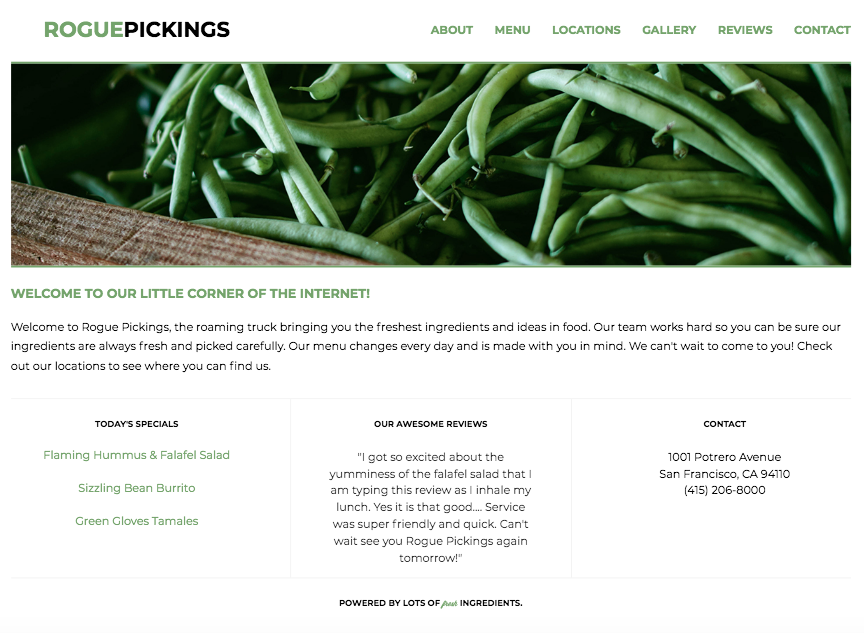 ROGUEPICKINGS
ABOUT MENU LOCATIONS GALLERY REVIEWS CONTACT
WELCOME TO OUR LITTLE CORNER OF THE INTERNET!
Welcome to Rogue Pickings, the roaming truck bringing you the freshest ingredients and ideas in food. Our team works hard so you can be sure our
ingredients are always fresh and picked carefully. Our menu changes every day and is made with you in mind. We can't wait to come to you! Check
out our locations to see where you can find us.
TODAY'S SPECIALS
Flaming Hummus & Falafel Salad
Sizzling Bean Burrito
Green Gloves Tamales
OUR AWESOME REVIEWS
"I got so excited about the
yumminess of the falafel salad that I
am typing this review as I inhale my
lunch. Yes it is that good.... Service
was super friendly and quick. Can't
wait see you Rogue Pickings again
tomorrow!"
CONTACT
1001 Potrero Avenue
San Francisco, CA 94110
(415) 206-8000
POWERED BY LOTS OF fresh INGREDIENTS.